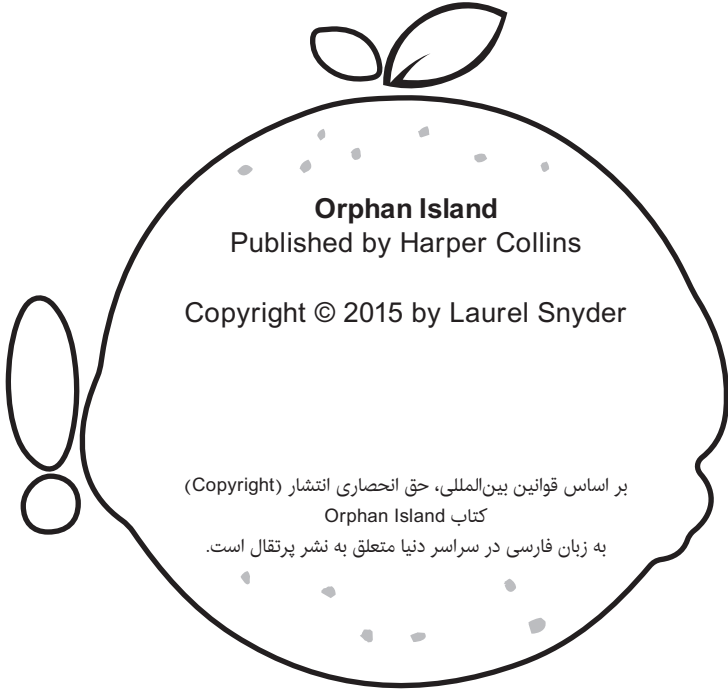 Orphan Island
Published by Harper Collins
Copyright © 2015 by Laurel Snyder
بر اساس قوانین بین‌المللی، حق انحصاری انتشار (Copyright)
کتاب Orphan Island
به زبان فارسی در سراسر دنیا متعلق به نشر پرتقال است.